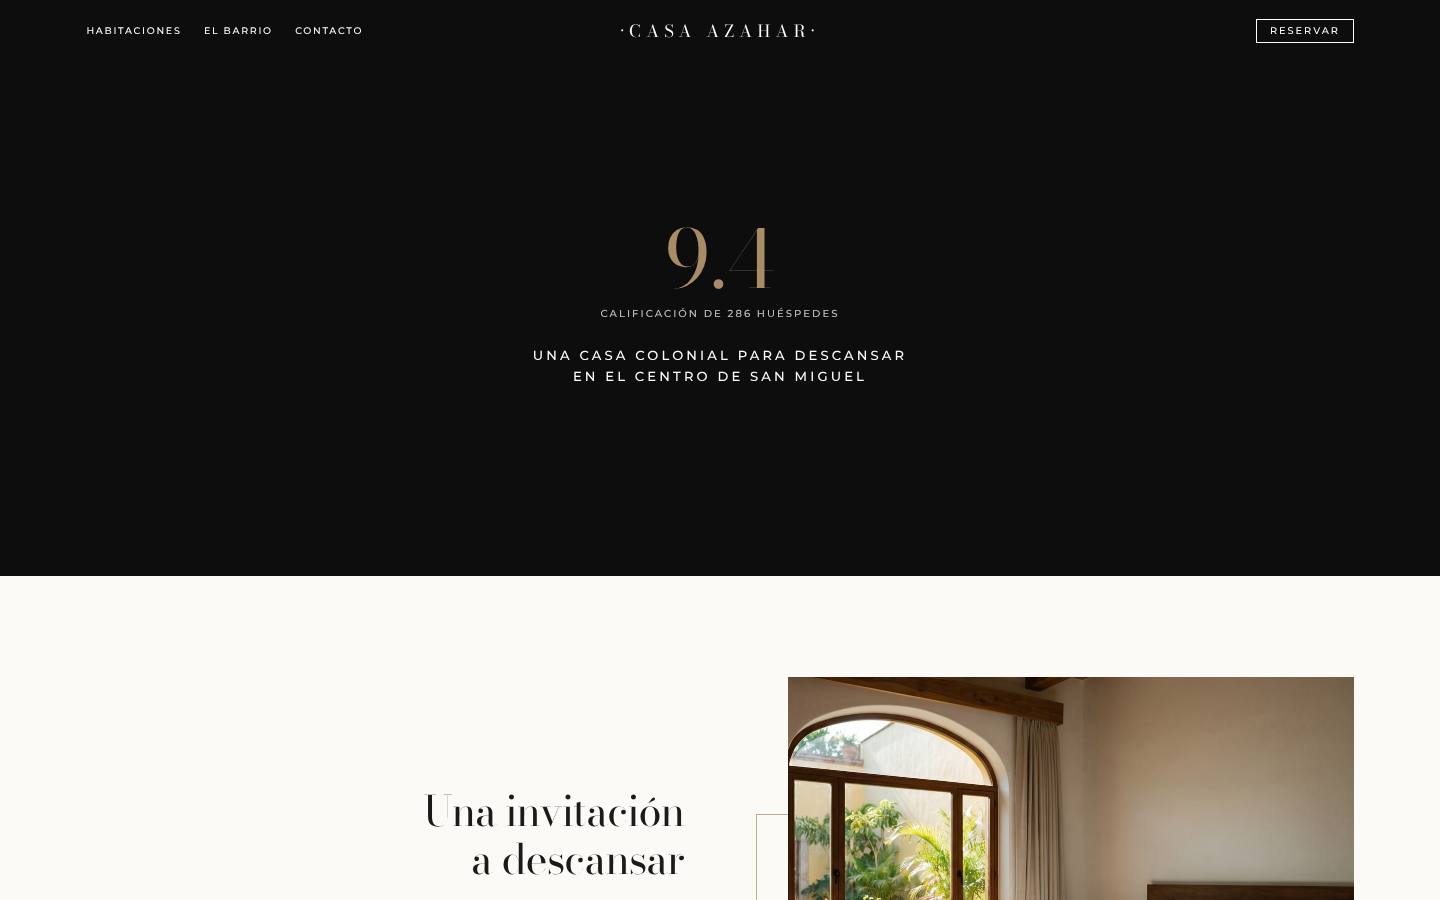 HABITACIONES EL BARRIO CONTACTO
·CASA AZAHAR·
RESERVAR
9.4
CALIFICACIÓN DE 286 HUÉSPEDES
UNA CASA COLONIAL PARA DESCANSAR
EN EL CENTRO DE SAN MIGUEL
Una invitación
a descansar